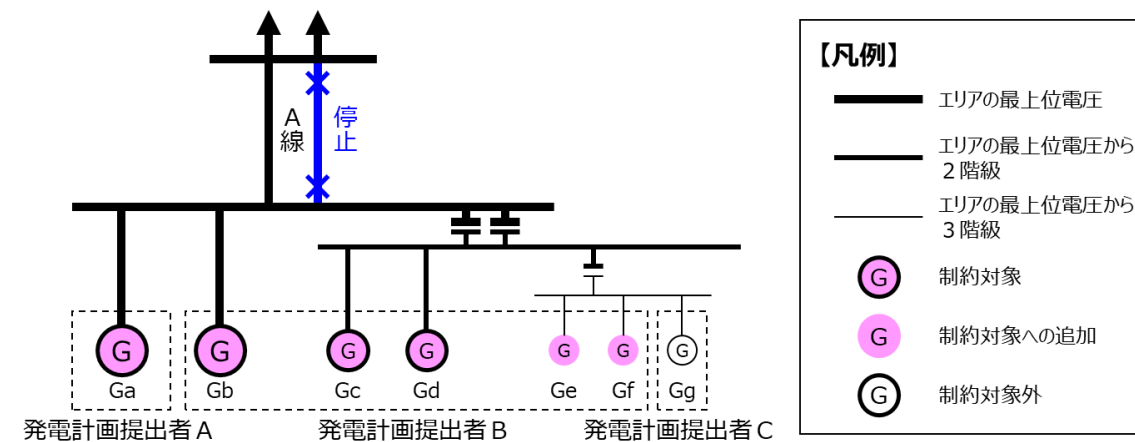 A
線
停
止
G
G
G
G
G
G
G
Ga
Gb
Gc
Gd
Ge
Gf
Gg
発電計画提出者A
発電計画提出者B
発電計画提出者C
【凡例】
エリアの最上位電圧
エリアの最上位電圧から
2階級
エリアの最上位電圧から
3階級
G
制約対象
G
制約対象への追加
G
制約対象外